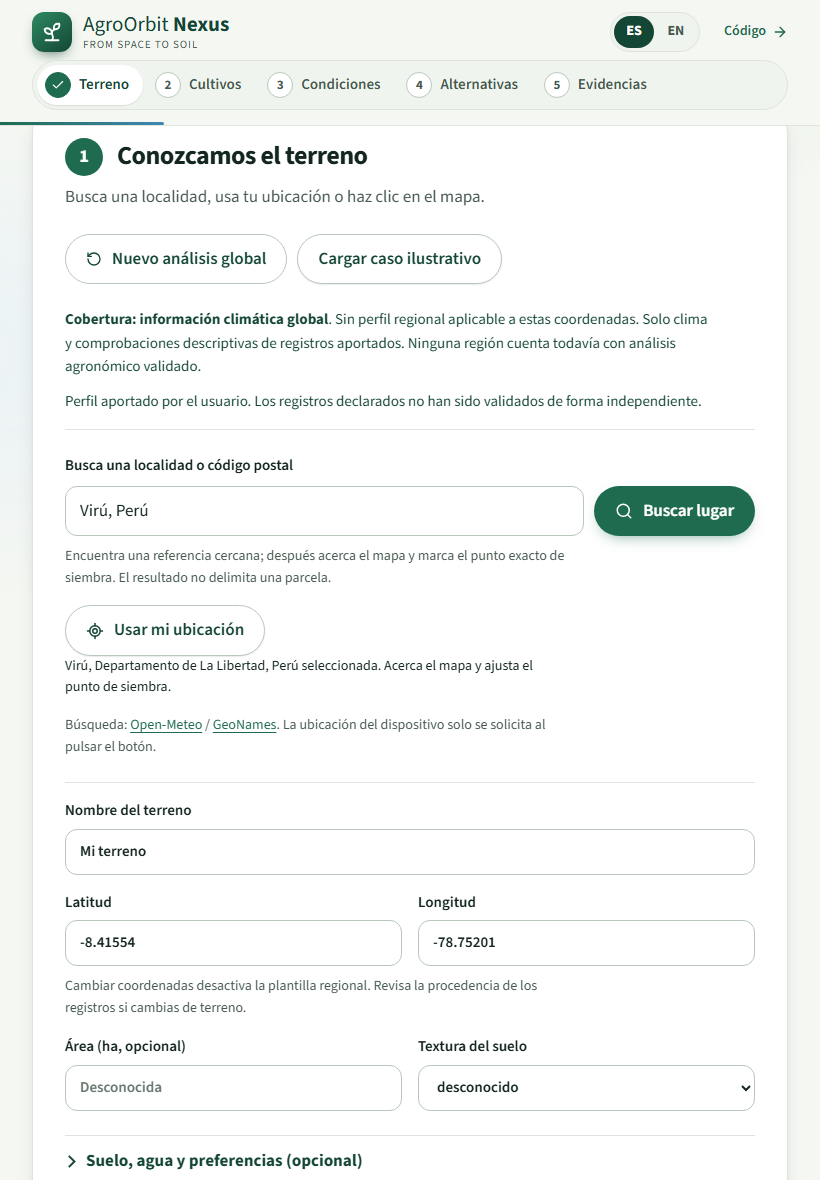 AgroOrbit Nexus
FROM SPACE TO SOIL
ES EN Código →
Terreno 2 Cultivos 3 Condiciones 4 Alternativas 5 Evidencias
1 Conozcamos el terreno
Busca una localidad, usa tu ubicación o haz clic en el mapa.
Nuevo análisis global Cargar caso ilustrativo
Cobertura: información climática global. Sin perfil regional aplicable a estas coordenadas. Solo clima
y comprobaciones descriptivas de registros aportados. Ninguna región cuenta todavía con análisis
agronómico validado.
Perfil aportado por el usuario. Los registros declarados no han sido validados de forma independiente.
Busca una localidad o código postal
Virú, Perú Buscar lugar
Encuentra una referencia cercana; después acerca el mapa y marca el punto exacto de
siembra. El resultado no delimita una parcela.
Usar mi ubicación
Virú, Departamento de La Libertad, Perú seleccionada. Acerca el mapa y ajusta el
punto de siembra.
Búsqueda: Open-Meteo / GeoNames. La ubicación del dispositivo solo se solicita al
pulsar el botón.
Nombre del terreno
Mi terreno
Latitud Longitud
-8.41554 -78.75201
Cambiar coordenadas desactiva la plantilla regional. Revisa la procedencia de los
registros si cambias de terreno.
Área (ha, opcional) Textura del suelo
Desconocida desconocido
Suelo, agua y preferencias (opcional)